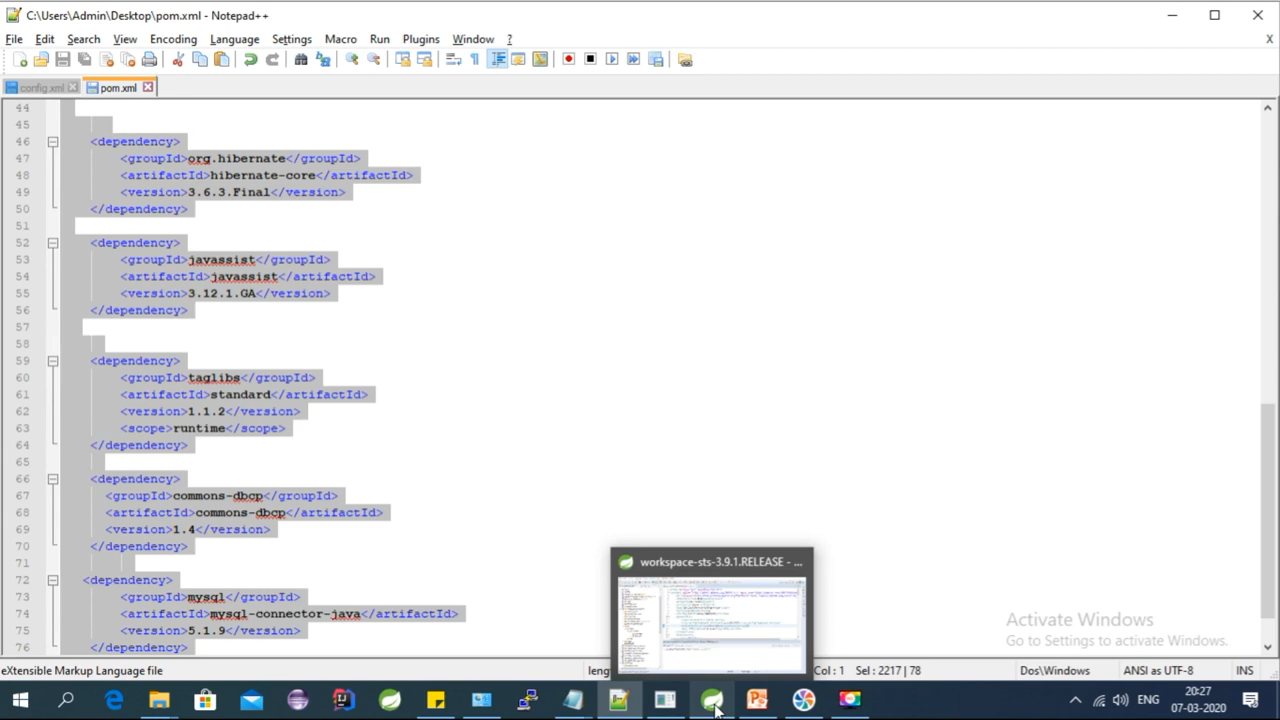 C:\Users\Admin\Desktop\pom.xml - Notepad++
File Edit Search View Encoding Language Settings Macro Run Plugins Window ? X
config.xml pom.xml
44
45
46 <dependency>
47 <groupId>org.hibernate</groupId>
48 <artifactId>hibernate-core</artifactId>
49 <version>3.6.3.Final</version>
50 </dependency>
51
52 <dependency>
53 <groupId>javassist</groupId>
54 <artifactId>javassist</artifactId>
55 <version>3.12.1.GA</version>
56 </dependency>
57
58
59 <dependency>
60 <groupId>taglibs</groupId>
61 <artifactId>standard</artifactId>
62 <version>1.1.2</version>
63 <scope>runtime</scope>
64 </dependency>
65
66 <dependency>
67 <groupId>commons-dbcp</groupId>
68 <artifactId>commons-dbcp</artifactId>
69 <version>1.4</version>
70 </dependency>
71
72 <dependency>
73 <groupId>mysql</groupId>
74 <artifactId>mysql-connector-java</artifactId>
75 <version>5.1.9</version>
76 </dependency>
workspace-sts-3.9.1.RELEASE - ...
Activate Windows
Go to Settings to activate Windows.
eXtensible Markup Language file Col : 1 Sel : 2217 | 78 Dos\Windows ANSI as UTF-8 INS
ENG 20:27
07-03-2020